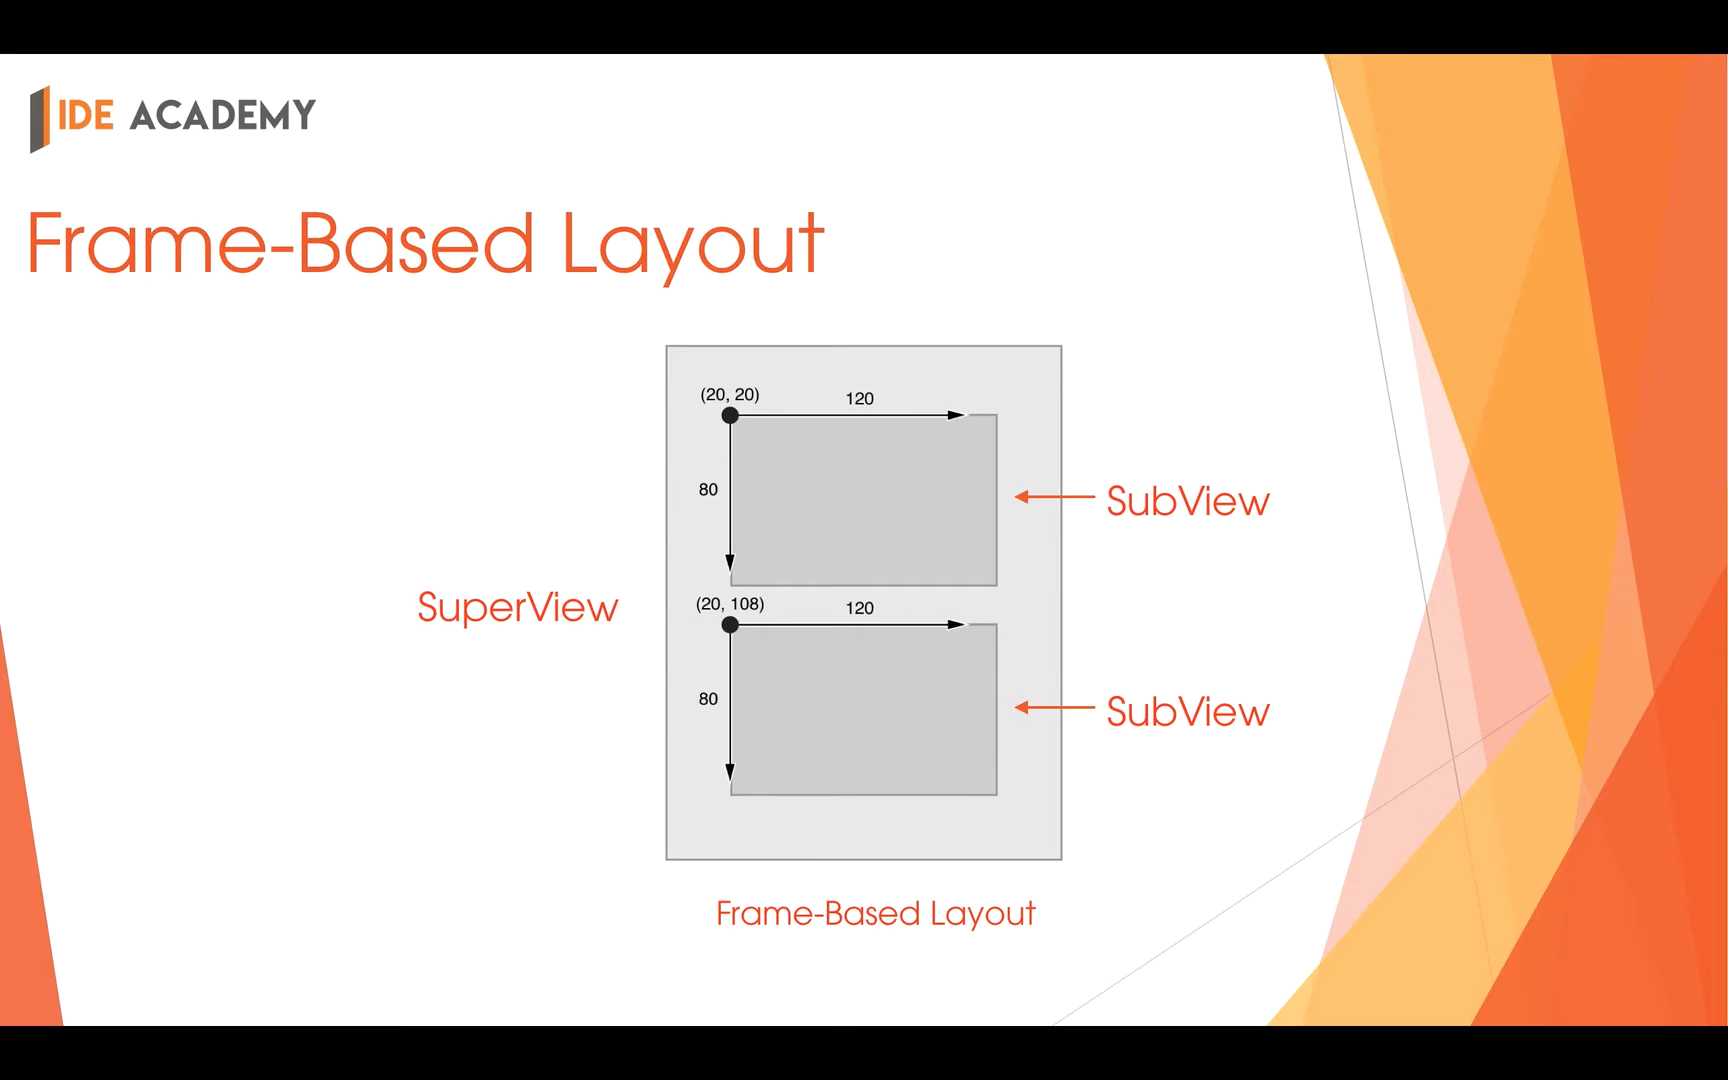 IDE ACADEMY
Frame-Based Layout
(20, 20)
120
80
SubView
SuperView
(20, 108)
120
80
SubView
Frame-Based Layout